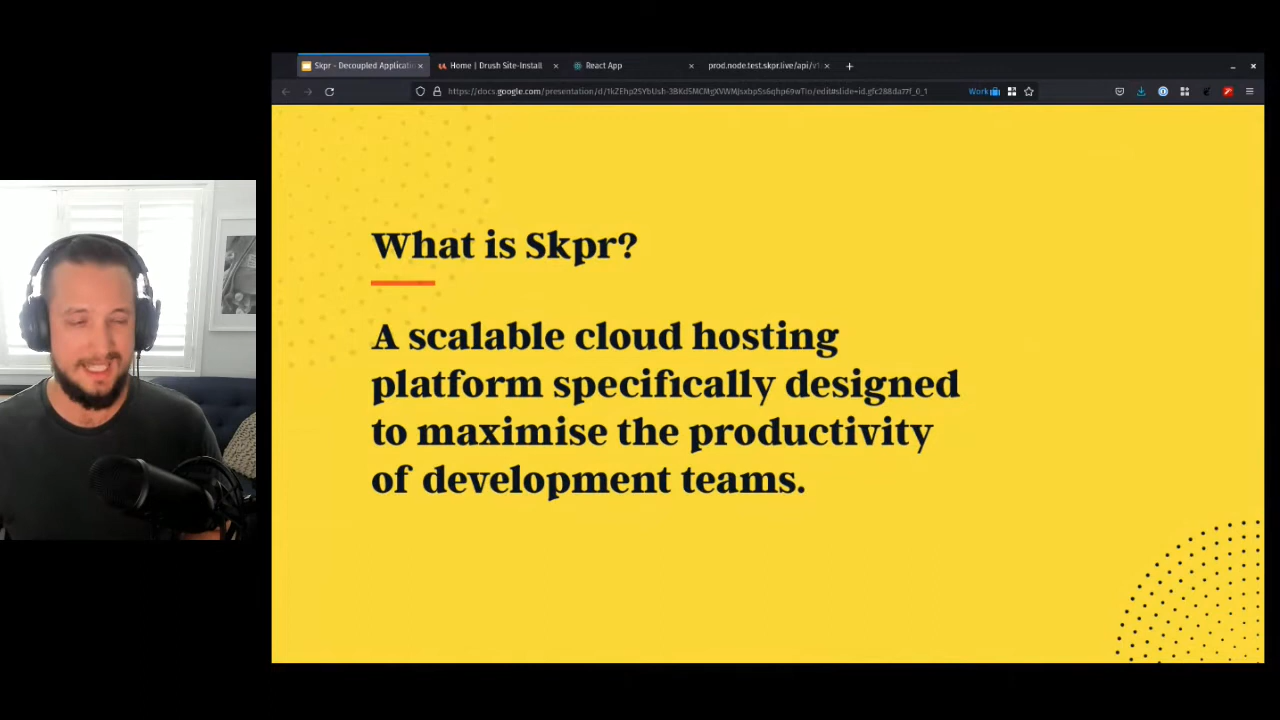 Skpr - Decoupled Applicatio
Home | Drush Site-Install
React App
prod.node.test.skpr.live/api/v1
Work
What is Skpr?
A scalable cloud hosting
platform specifically designed
to maximise the productivity
of development teams.